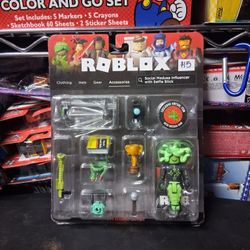 COLOR AND GO SET
Set Includes: 5 Markers • 5 Crayons
• Sketchbook 60 Sheets • 2 Sticker Sheets
ROBLOX
$15
Clothing Hats Gear Accessories
Social Medusa Influencer
with Selfie Stick